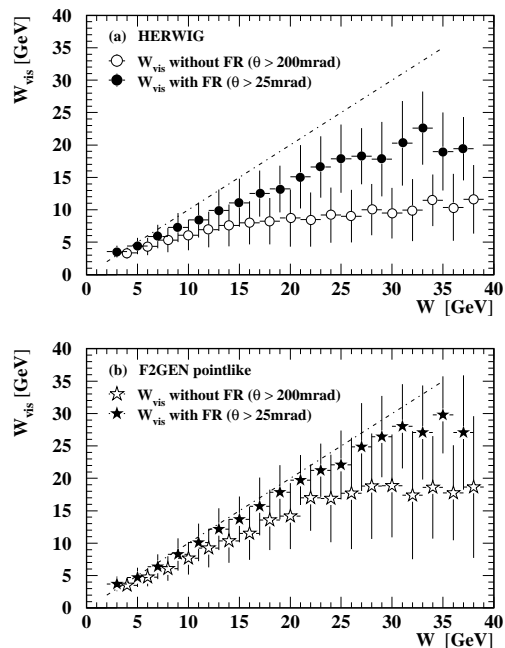 (a) HERWIG
W_vis without FR (θ > 200mrad)
W_vis with FR (θ > 25mrad)
W_vis [GeV]
40
35
30
25
20
15
10
5
0
0 5 10 15 20 25 30 35 40
W [GeV]
(b) F2GEN pointlike
W_vis without FR (θ > 200mrad)
W_vis with FR (θ > 25mrad)
W_vis [GeV]
40
35
30
25
20
15
10
5
0
0 5 10 15 20 25 30 35 40
W [GeV]